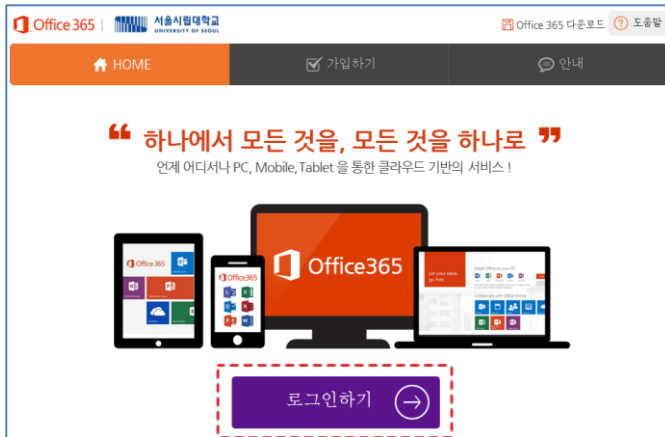 Office 365 | 서울시립대학교
UNIVERSITY OF SEOUL
Office 365 다운로드 ? 도움말
HOME 가입하기 안내
“ 하나에서 모든 것을, 모든 것을 하나로 ”
언제 어디서나 PC, Mobile, Tablet 을 통한 클라우드 기반의 서비스 !
Office 365
Office365
Office365
로그인하기